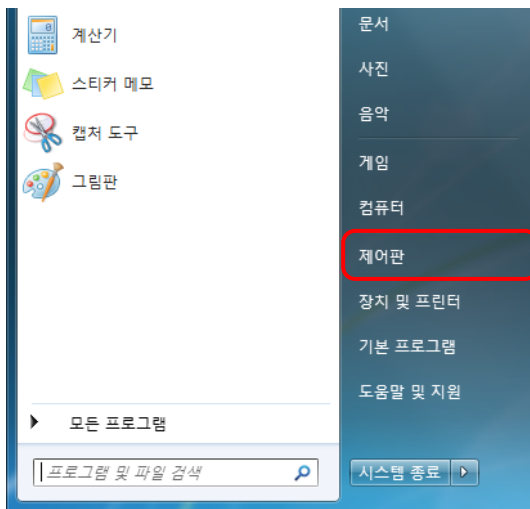 계산기
스티커 메모
캡처 도구
그림판
모든 프로그램
프로그램 및 파일 검색
문서
사진
음악
게임
컴퓨터
제어판
장치 및 프린터
기본 프로그램
도움말 및 지원
시스템 종료